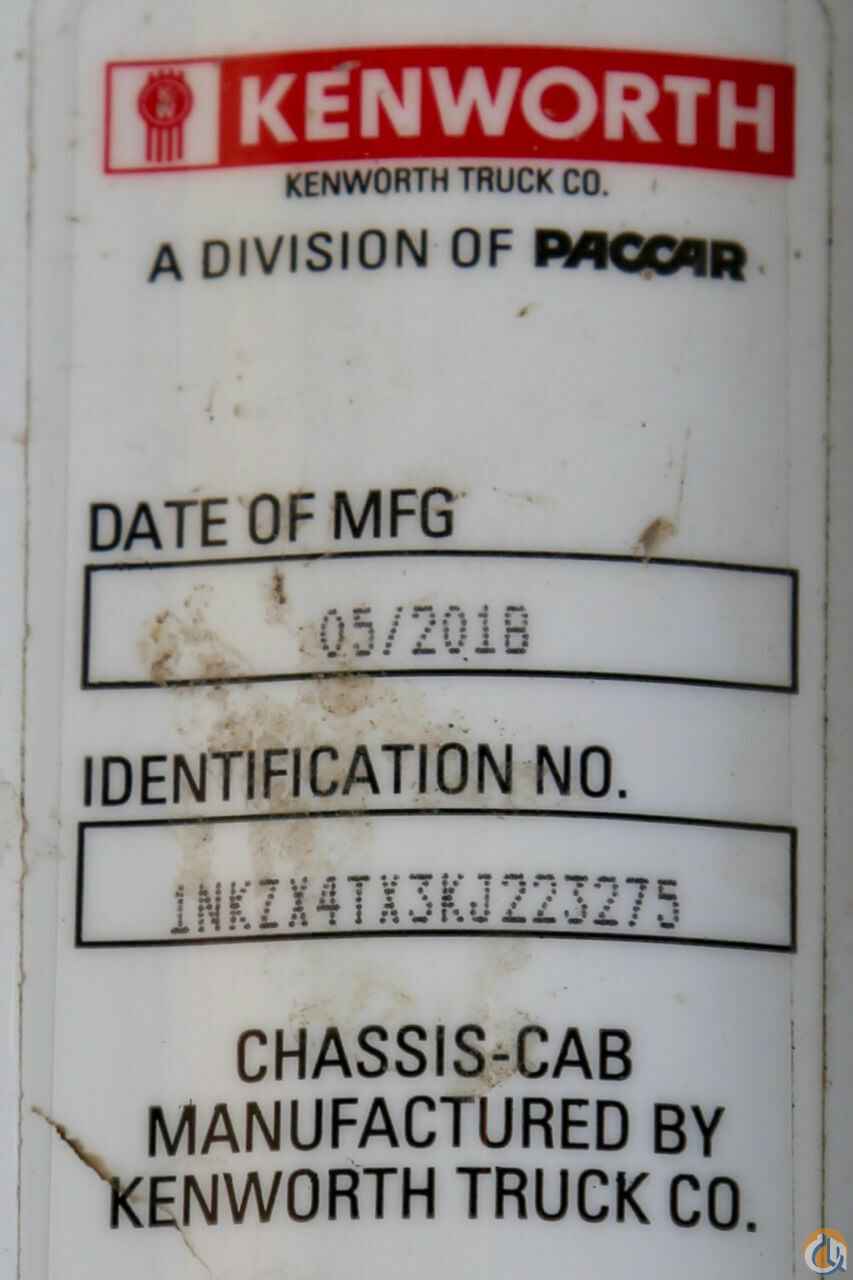 KENWORTH
KENWORTH TRUCK CO.
A DIVISION OF PACCAR
DATE OF MFG
05/2018
IDENTIFICATION NO.
1NKZX4TX3KJ223275
CHASSIS-CAB
MANUFACTURED BY
KENWORTH TRUCK CO.